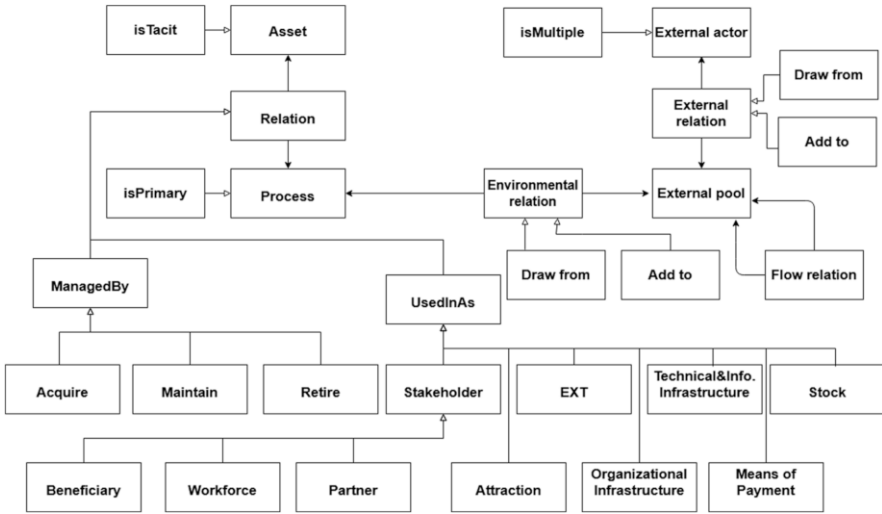 isTacit
Asset
isMultiple
External actor
Draw from
Relation
External
relation
Add to
isPrimary
Process
Environmental
relation
External pool
ManagedBy
UsedInAs
Draw from
Add to
Flow relation
Acquire
Maintain
Retire
Stakeholder
EXT
Technical&Info.
Infrastructure
Stock
Beneficiary
Workforce
Partner
Attraction
Organizational
Infrastructure
Means of
Payment